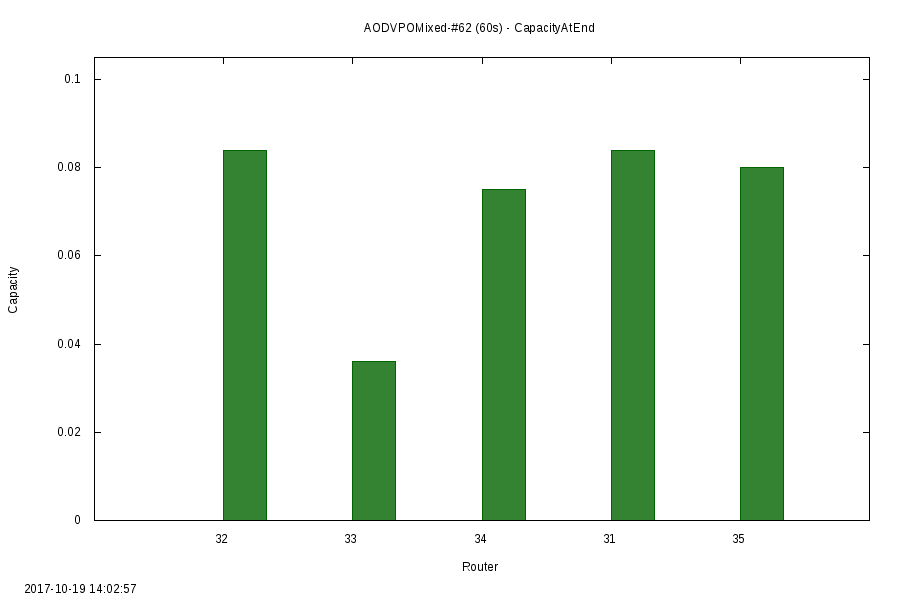 AODVPOMixed-#62 (60s) - CapacityAtEnd
0.1
0.08
0.06
0.04
0.02
0
Capacity
32 33 34 31 35
Router
2017-10-19 14:02:57